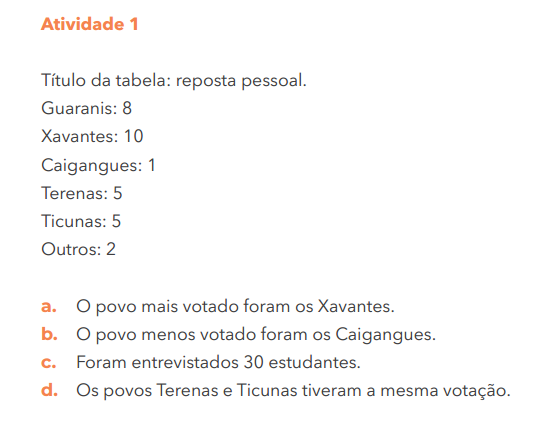 Atividade 1
Título da tabela: reposta pessoal.
Guaranis: 8
Xavantes: 10
Caigangues: 1
Terenas: 5
Ticunas: 5
Outros: 2
a. O povo mais votado foram os Xavantes.
b. O povo menos votado foram os Caigangues.
c. Foram entrevistados 30 estudantes.
d. Os povos Terenas e Ticunas tiveram a mesma votação.